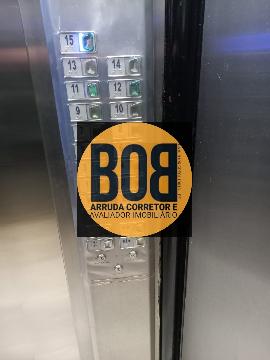 15
13 14
11 12
9 10
BOB
ARRUDA CORRETOR E
AVALIADOR IMOBILIÁRIO